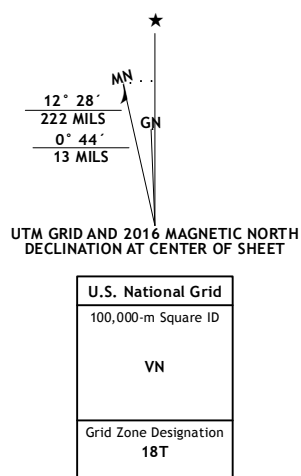 ★
MN
12° 28´
222 MILS
GN
0° 44´
13 MILS
UTM GRID AND 2016 MAGNETIC NORTH
DECLINATION AT CENTER OF SHEET
U.S. National Grid
100,000-m Square ID
VN
Grid Zone Designation
18T